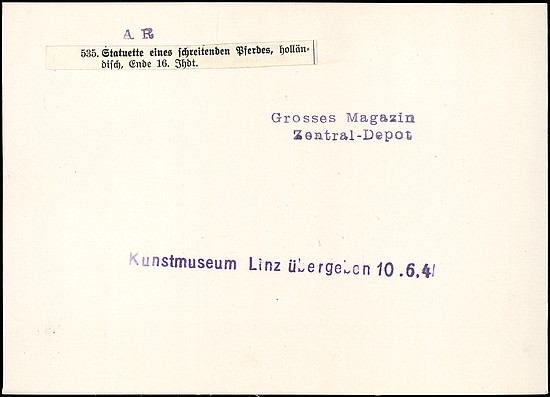 AR
535. Statuette eines schreitenden Pferdes, hollän-
disch, Ende 16. Jhdt.
Grosses Magazin
Zentral-Depot
Kunstmuseum Linz übergeben 10.6.41